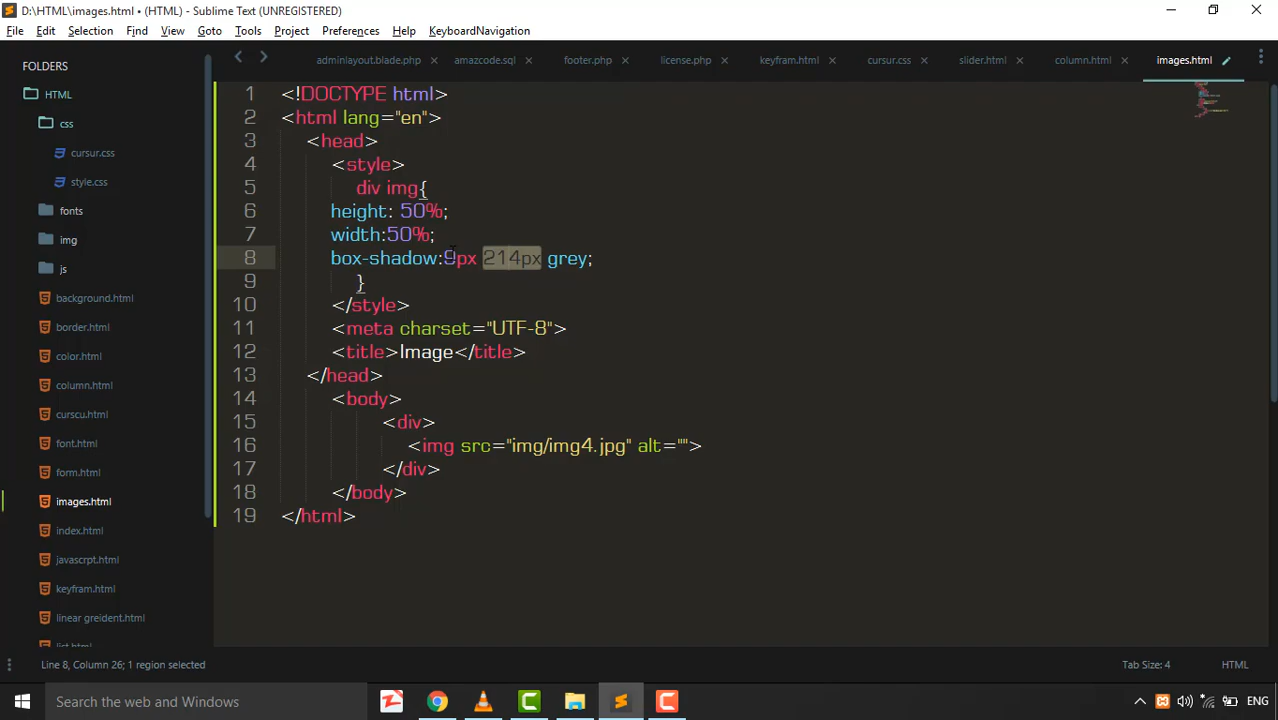 D:\HTML\images.html • (HTML) - Sublime Text (UNREGISTERED)
File Edit Selection Find View Goto Tools Project Preferences Help KeyboardNavigation
FOLDERS
HTML
css
cursur.css
style.css
fonts
img
js
background.html
border.html
color.html
column.html
curscu.html
font.html
form.html
images.html
index.html
javascrpt.html
keyfram.html
linear greident.html
list.html
adminlayout.blade.php amazcode.sql footer.php license.php keyfram.html cursur.css slider.html column.html images.html
1 <!DOCTYPE html>
2 <html lang="en">
3 <head>
4 <style>
5 div img{
6 height: 50%;
7 width:50%;
8 box-shadow:9px 214px grey;
9 }
10 </style>
11 <meta charset="UTF-8">
12 <title>Image</title>
13 </head>
14 <body>
15 <div>
16 <img src="img/img4.jpg" alt="">
17 </div>
18 </body>
19 </html>
Line 8, Column 26; 1 region selected Tab Size: 4 HTML
Search the web and Windows ENG